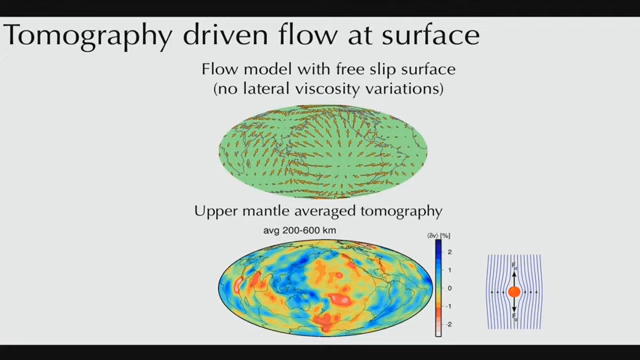 Tomography driven flow at surface
Flow model with free slip surface
(no lateral viscosity variations)
Upper mantle averaged tomography
avg 200-600 km
⟨δv⟩ [%]
2
1
0
-1
-2